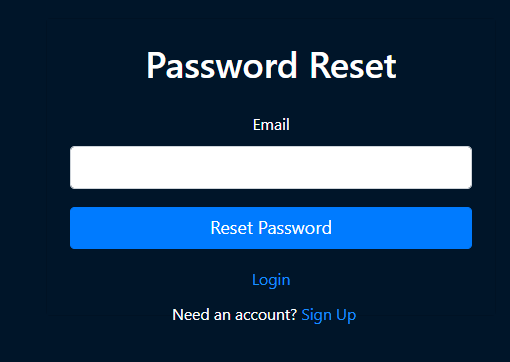 Password Reset
Email
Reset Password
Login
Need an account? Sign Up